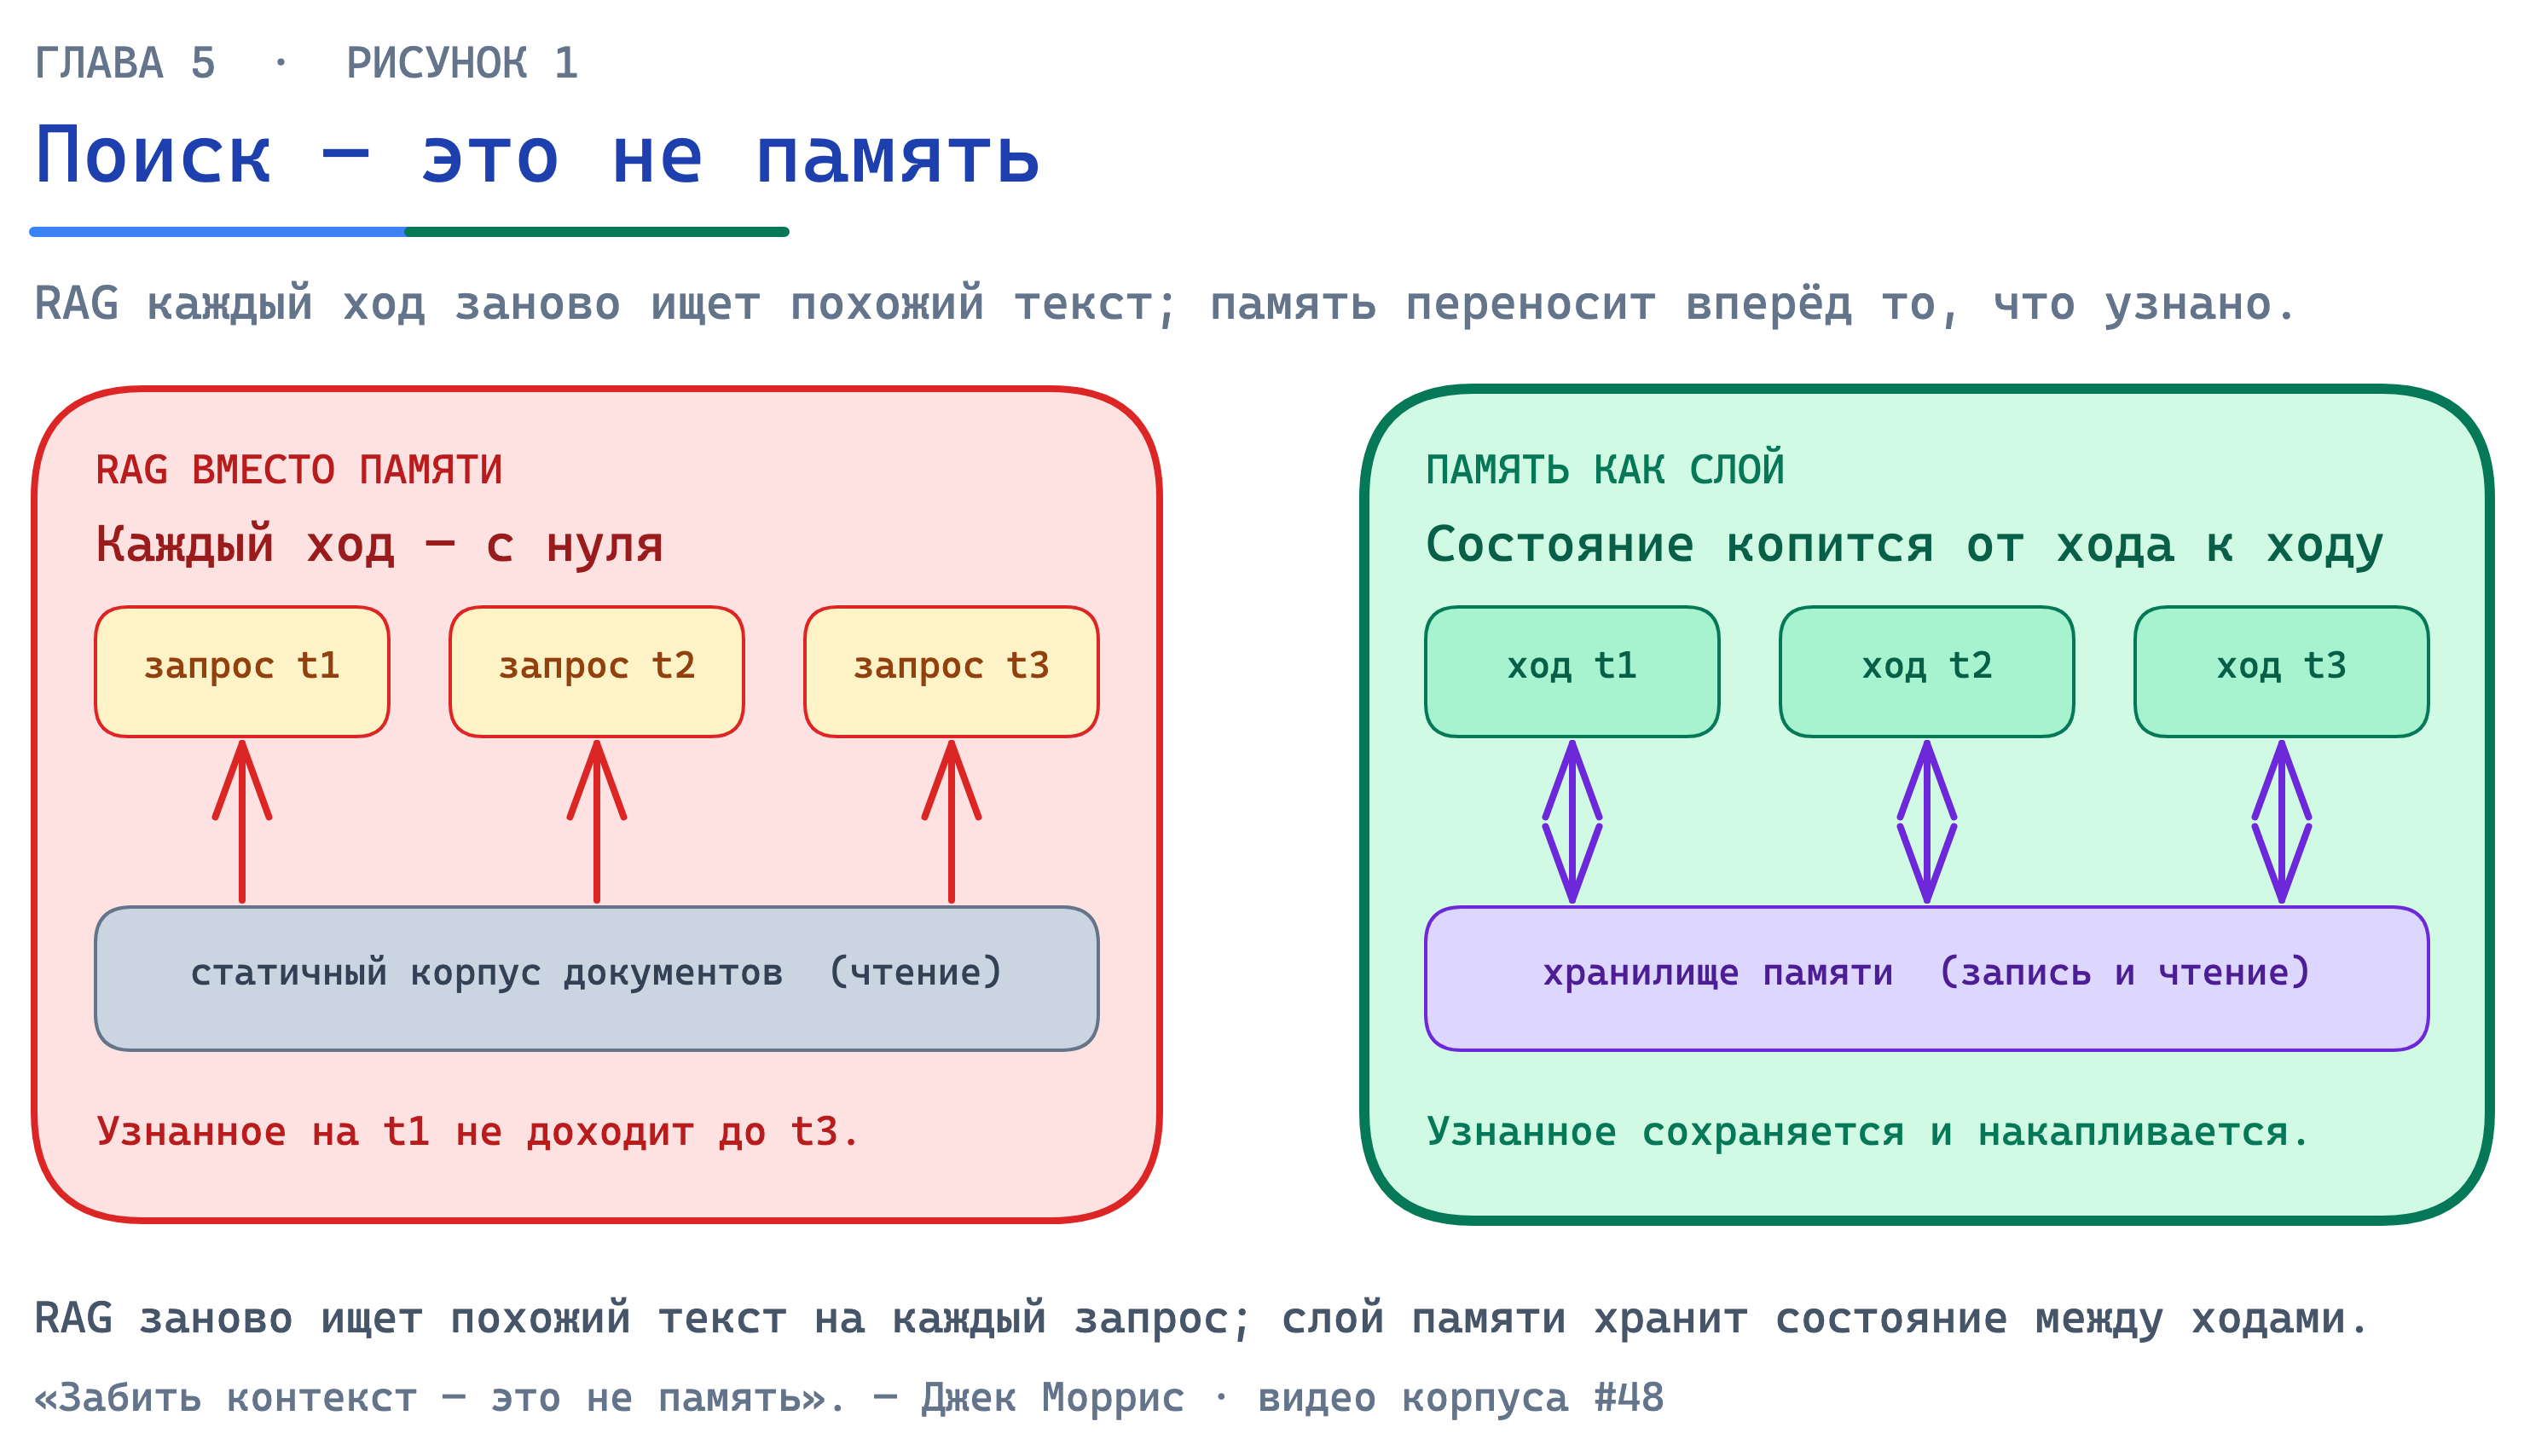 ГЛАВА 5 · РИСУНОК 1
Поиск — это не память
RAG каждый ход заново ищет похожий текст; память переносит вперёд то, что узнано.
RAG ВМЕСТО ПАМЯТИ
Каждый ход — с нуля
запрос t1
запрос t2
запрос t3
статичный корпус документов (чтение)
Узнанное на t1 не доходит до t3.
ПАМЯТЬ КАК СЛОЙ
Состояние копится от хода к ходу
ход t1
ход t2
ход t3
хранилище памяти (запись и чтение)
Узнанное сохраняется и накапливается.
RAG заново ищет похожий текст на каждый запрос; слой памяти хранит состояние между ходами.
«Забить контекст — это не память». — Джек Моррис · видео корпуса #48